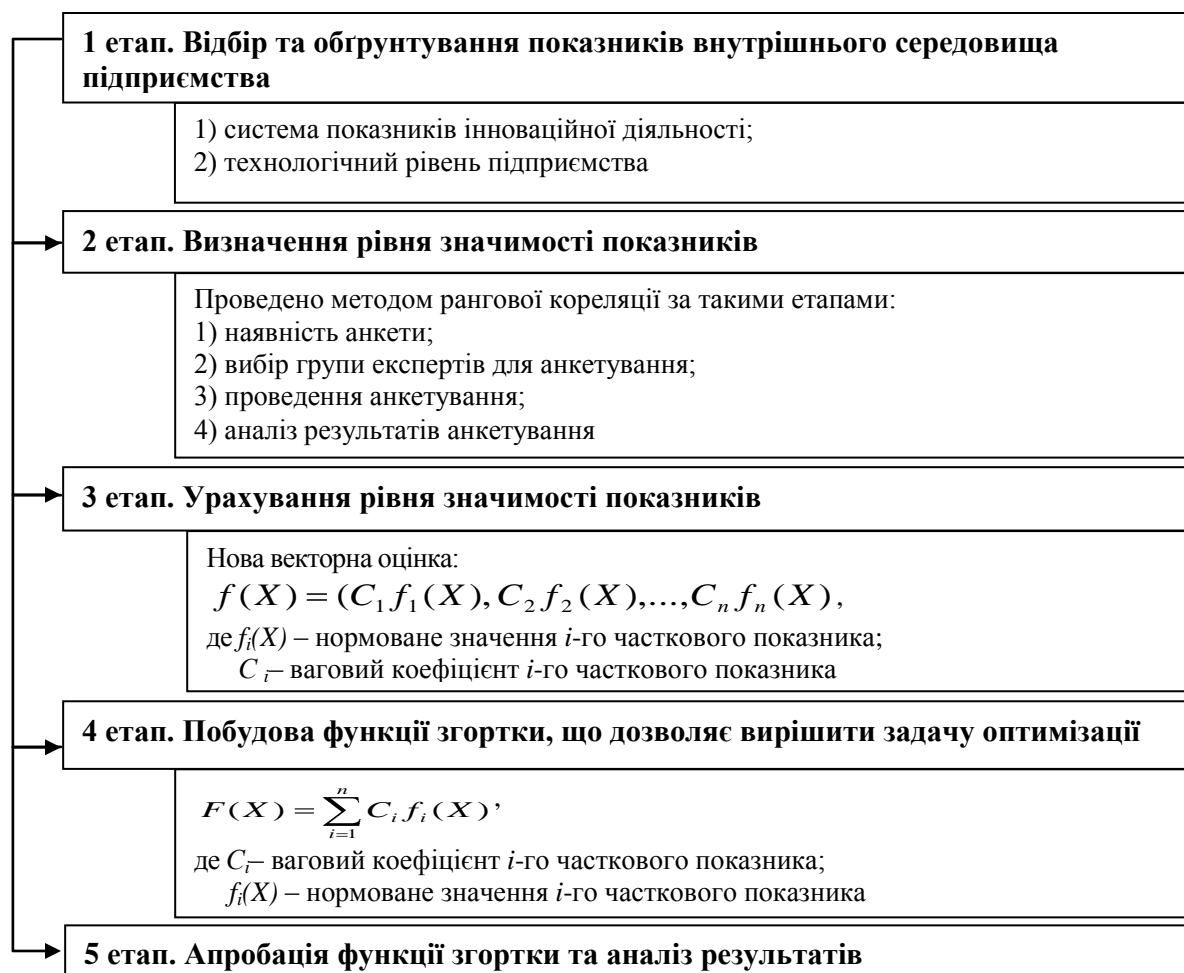 1 етап. Відбір та обґрунтування показників внутрішнього середовища
підприємства
1) система показників інноваційної діяльності;
2) технологічний рівень підприємства
2 етап. Визначення рівня значимості показників
Проведено методом рангової кореляції за такими етапами:
1) наявність анкети;
2) вибір групи експертів для анкетування;
3) проведення анкетування;
4) аналіз результатів анкетування
3 етап. Урахування рівня значимості показників
Нова векторна оцінка:
f(X) = (C₁f₁(X), C₂f₂(X),..., Cₙfₙ(X),
де fᵢ(X) – нормоване значення i-го часткового показника;
Cᵢ– ваговий коефіцієнт i-го часткового показника
4 етап. Побудова функції згортки, що дозволяє вирішити задачу оптимізації
F(X) = ∑ⁿᵢ₌₁ Cᵢfᵢ(X),
де Cᵢ– ваговий коефіцієнт i-го часткового показника;
fᵢ(X) – нормоване значення i-го часткового показника
5 етап. Апробація функції згортки та аналіз результатів